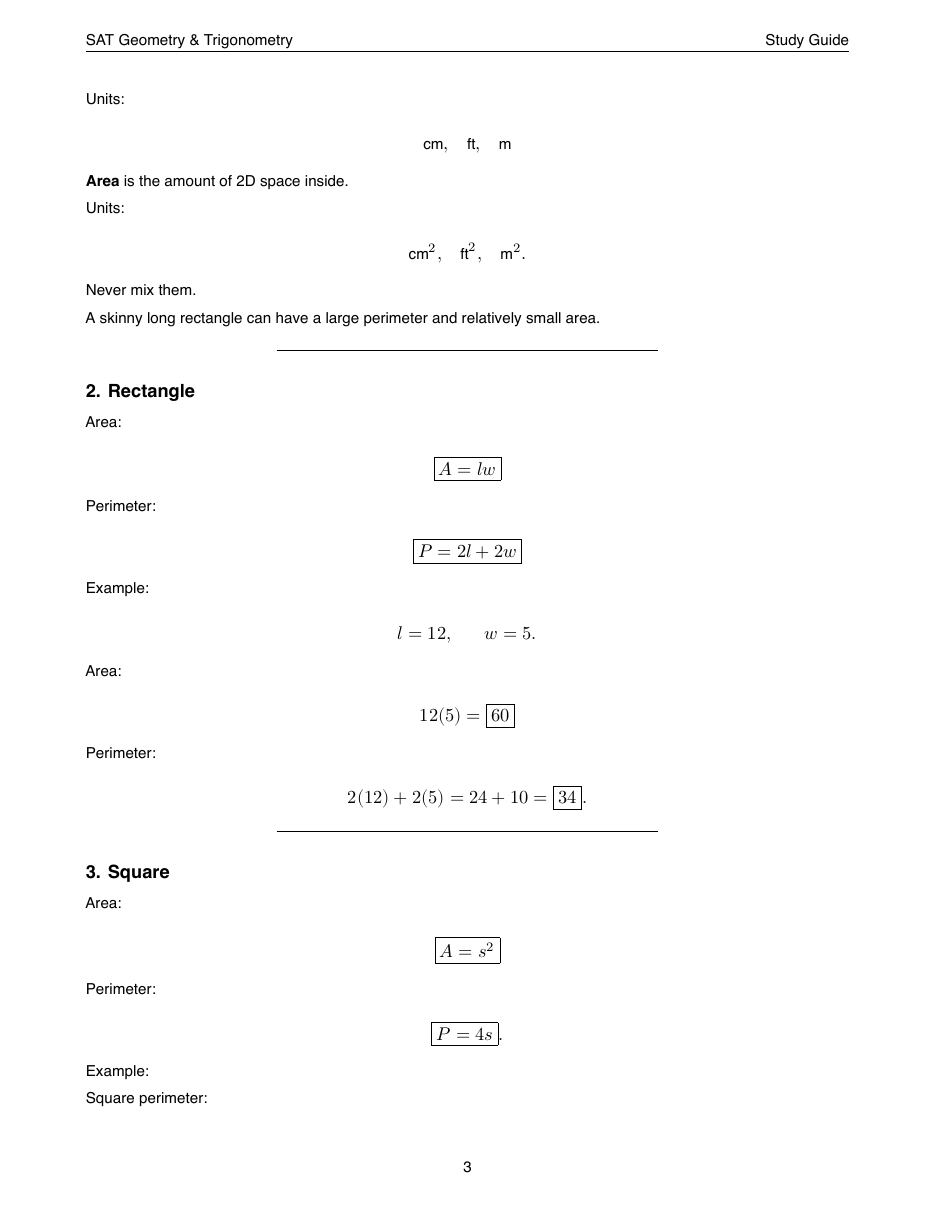 SAT Geometry & Trigonometry Study Guide
Units:
cm, ft, m
Area is the amount of 2D space inside.
Units:
cm², ft², m².
Never mix them.
A skinny long rectangle can have a large perimeter and relatively small area.
2. Rectangle
Area:
A = lw
Perimeter:
P = 2l + 2w
Example:
l = 12, w = 5.
Area:
12(5) = 60
Perimeter:
2(12) + 2(5) = 24 + 10 = 34.
3. Square
Area:
A = s²
Perimeter:
P = 4s.
Example:
Square perimeter:
3